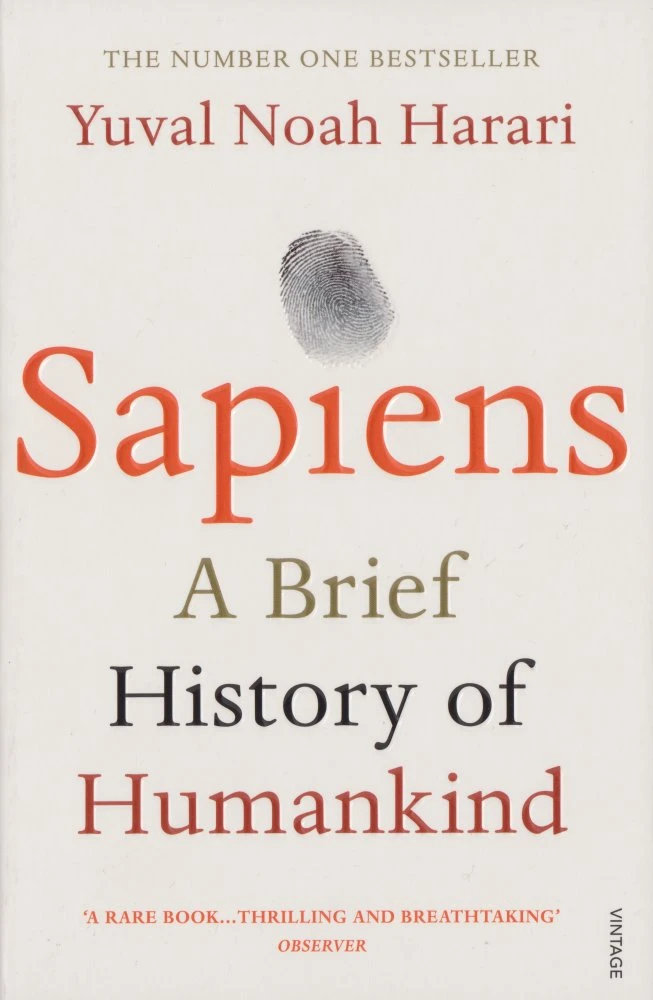 THE NUMBER ONE BESTSELLER
Yuval Noah Harari
Sapiens
A Brief
History of
Humankind
‘A RARE BOOK...THRILLING AND BREATHTAKING’
OBSERVER
VINTAGE